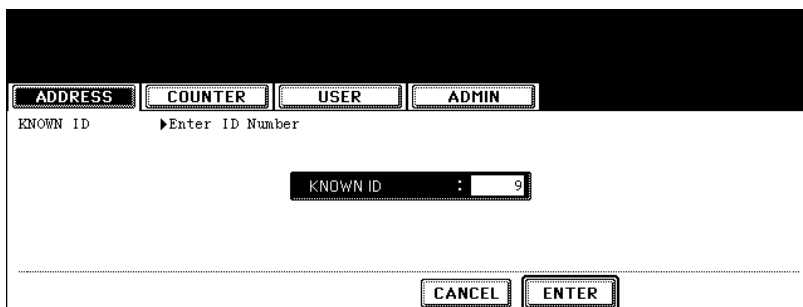 ADDRESS COUNTER USER ADMIN
KNOWN ID ▶Enter ID Number
KNOWN ID : 9
CANCEL ENTER